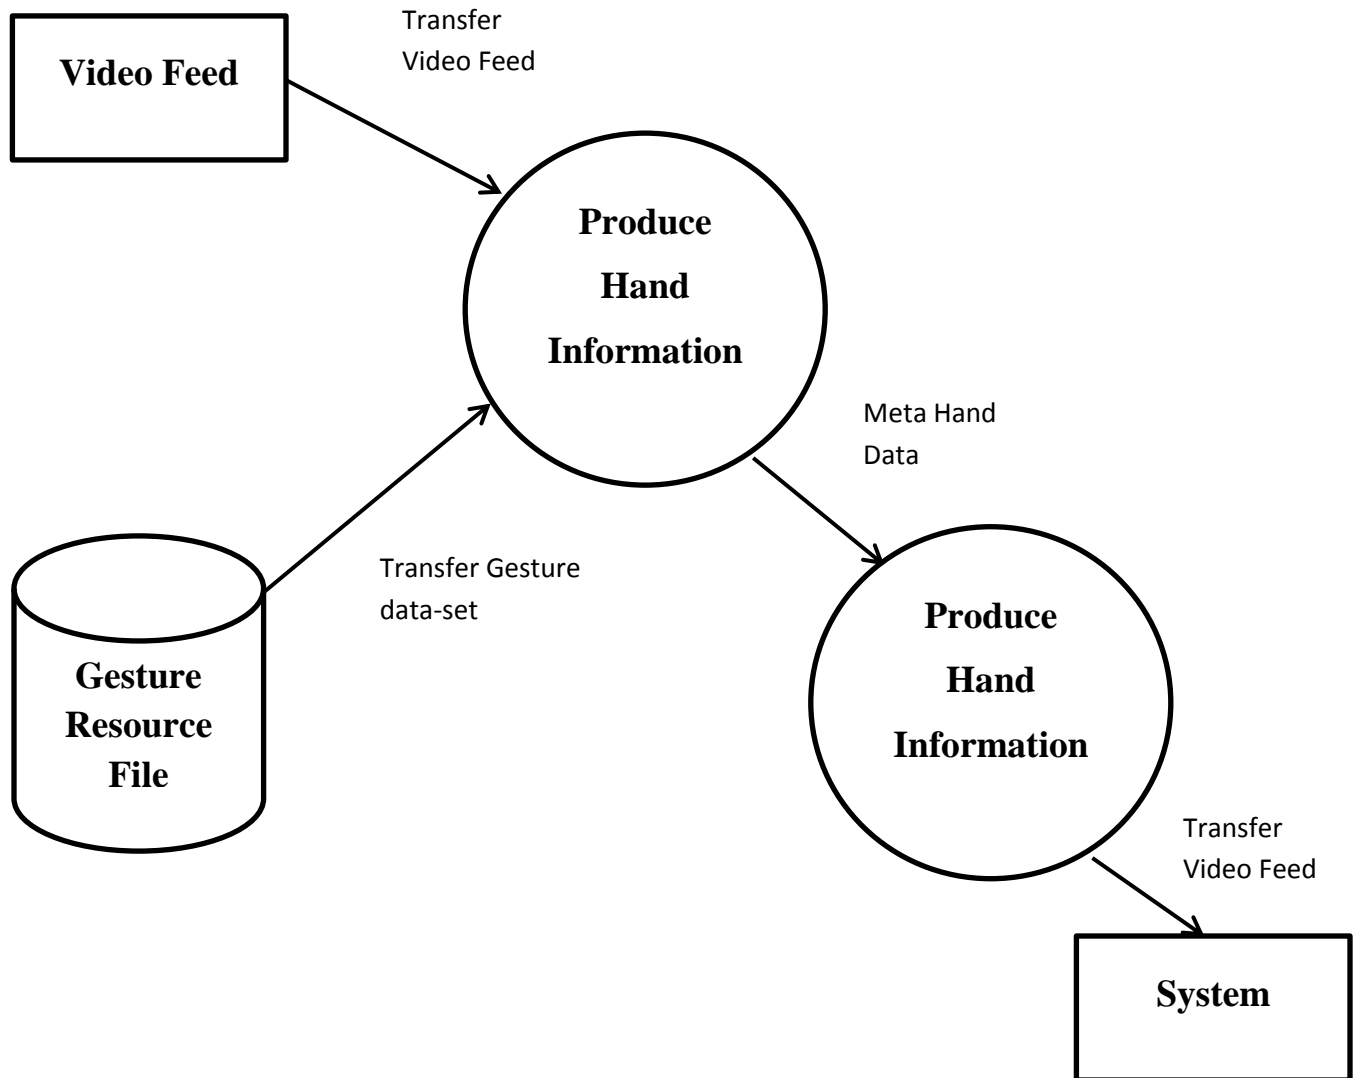 Transfer
Video Feed
Video Feed
Produce
Hand
Information
Meta Hand
Data
Transfer Gesture
data-set
Gesture
Resource
File
Produce
Hand
Information
Transfer
Video Feed
System